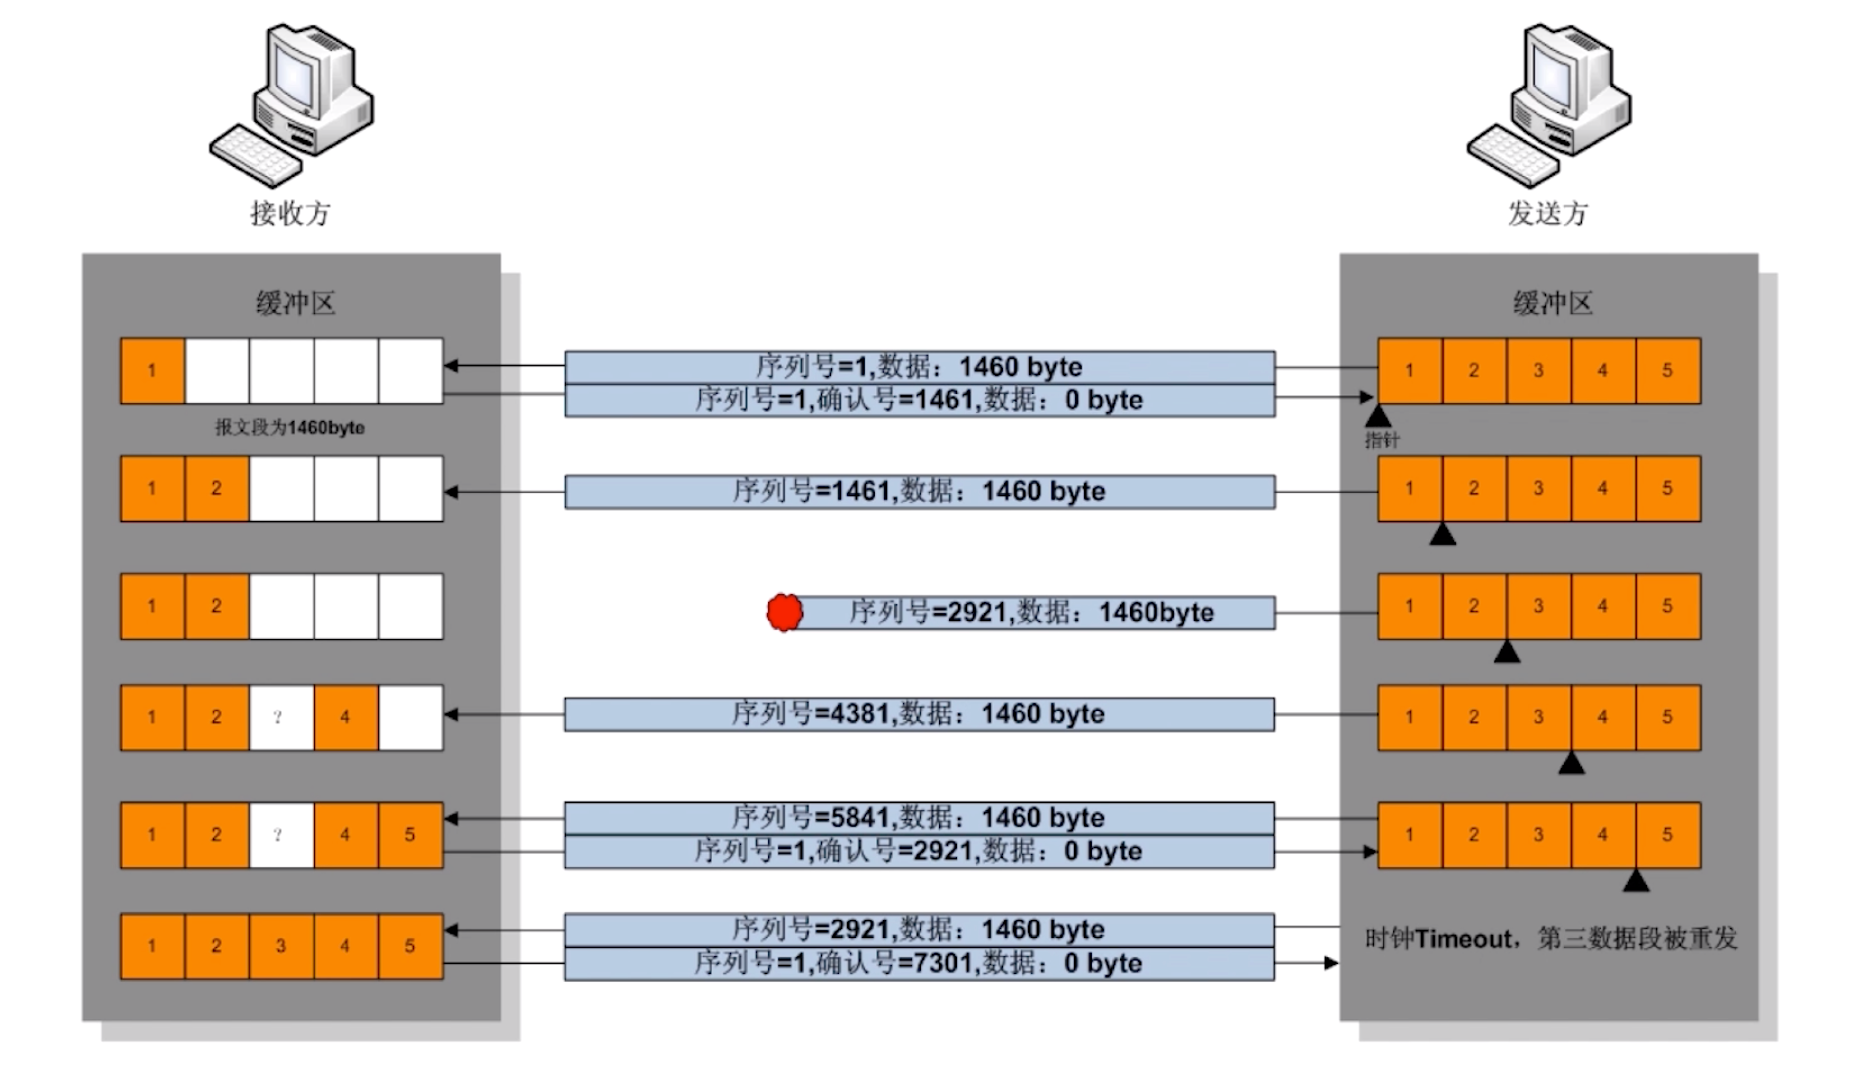 接收方
发送方
缓冲区
缓冲区
1
序列号=1,数据：1460 byte
1 2 3 4 5
序列号=1,确认号=1461,数据：0 byte
报文段为1460byte
指针
1 2
序列号=1461,数据：1460 byte
1 2 3 4 5
1 2
序列号=2921,数据：1460byte
1 2 3 4 5
1 2 ? 4
序列号=4381,数据：1460 byte
1 2 3 4 5
1 2 ? 4 5
序列号=5841,数据：1460 byte
序列号=1,确认号=2921,数据：0 byte
1 2 3 4 5
1 2 3 4 5
序列号=2921,数据：1460 byte
序列号=1,确认号=7301,数据：0 byte
时钟Timeout，第三数据段被重发